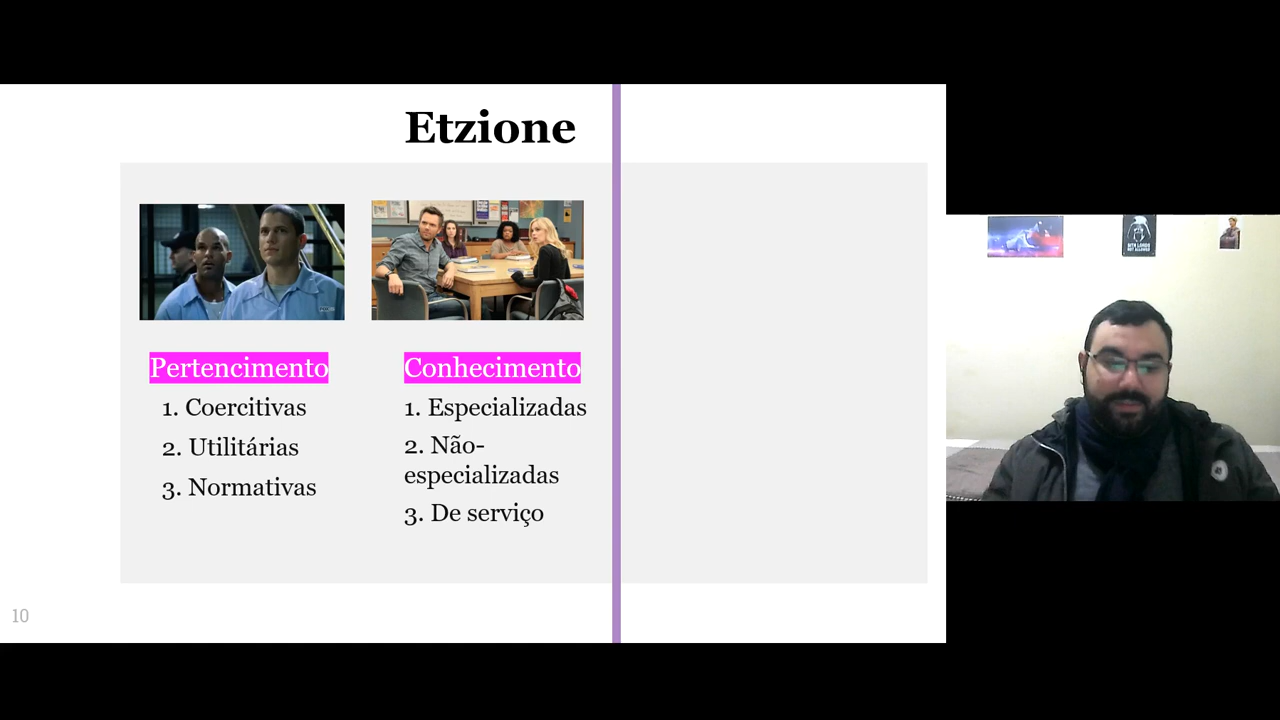 Etzione
Pertencimento
1. Coercitivas
2. Utilitárias
3. Normativas
Conhecimento
1. Especializadas
2. Não-
especializadas
3. De serviço
10